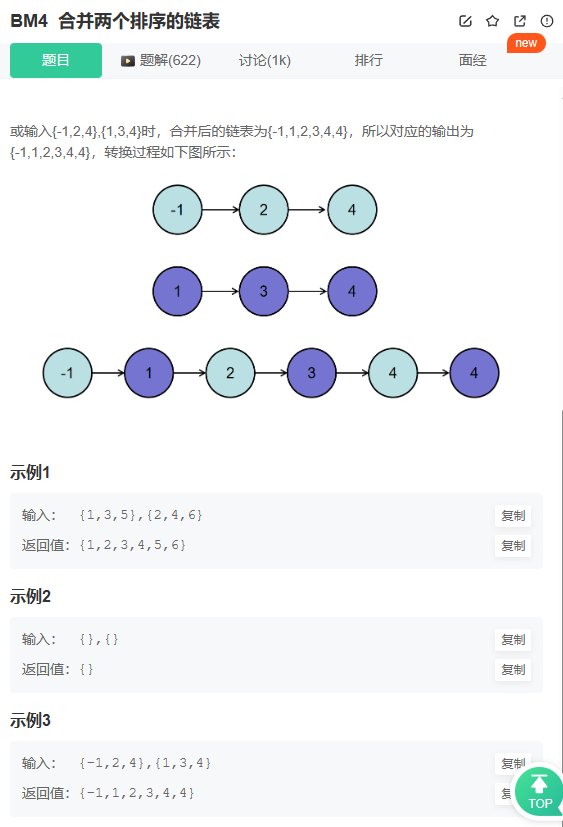 BM4 合并两个排序的链表
new
题目 题解(622) 讨论(1k) 排行 面经
或输入{-1,2,4},{1,3,4}时，合并后的链表为{-1,1,2,3,4,4}，所以对应的输出为
{-1,1,2,3,4,4}，转换过程如下图所示：
-1 2 4
1 3 4
-1 1 2 3 4 4
示例1
输入： {1,3,5},{2,4,6} 复制
返回值：{1,2,3,4,5,6} 复制
示例2
输入： {},{} 复制
返回值：{} 复制
示例3
输入： {-1,2,4},{1,3,4} 复制
返回值：{-1,1,2,3,4,4}
TOP